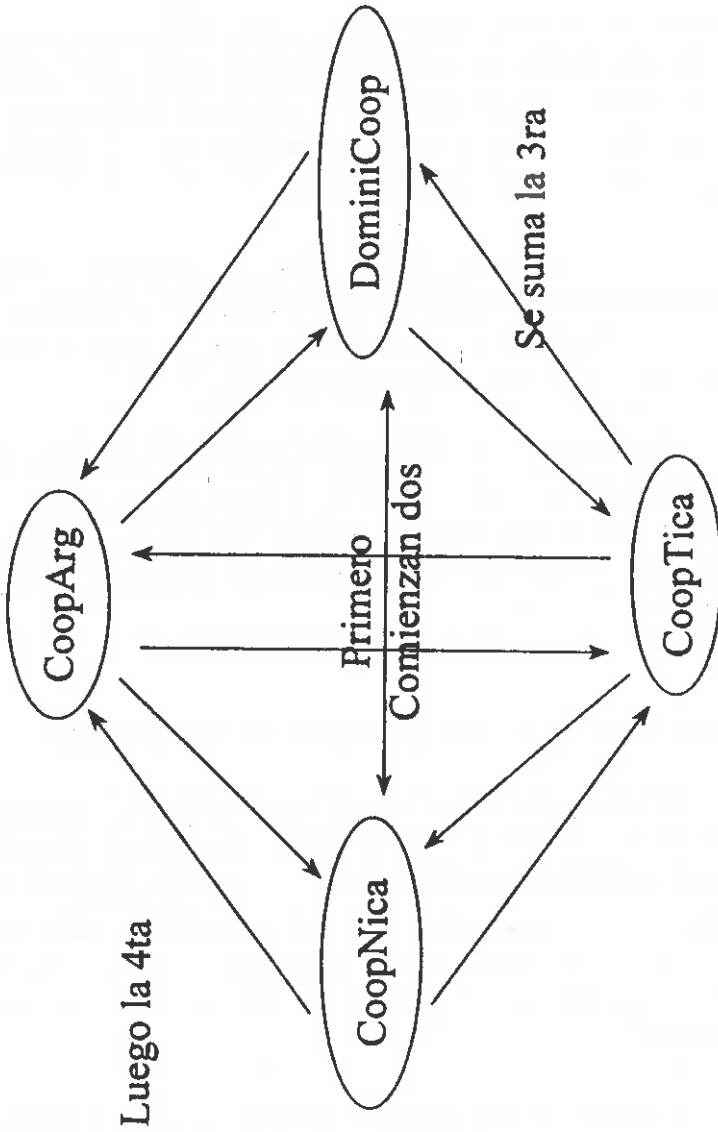 Luego la 4ta
CoopArg
CoopNica
Primero
Comienzan dos
DominiCoop
CoopTica
Se suma la 3ra